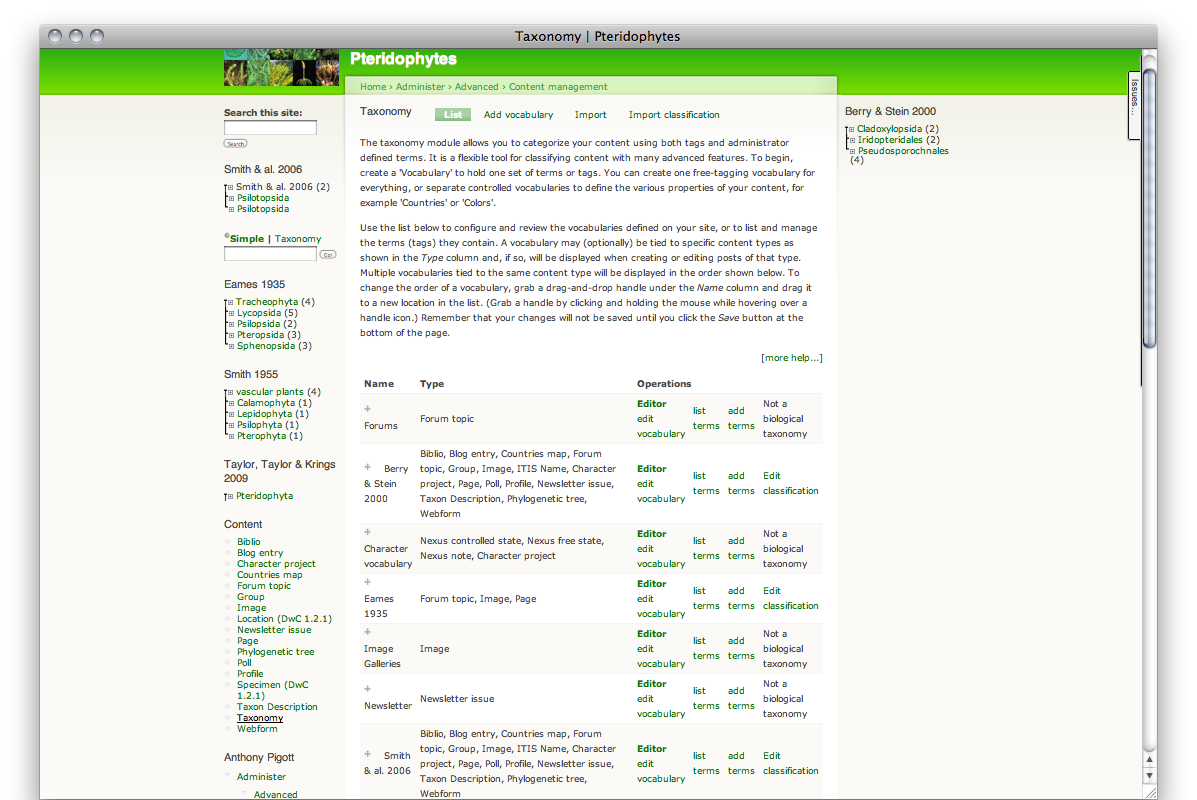 Taxonomy | Pteridophytes
Pteridophytes
Home › Administer › Advanced › Content management
Issues...
Search this site:
Search
Smith & al. 2006
Smith & al. 2006 (2)
Psilotopsida
Psilotopsida
Simple | Taxonomy
Go!
Eames 1935
Tracheophyta (4)
Lycopsida (5)
Psilopsida (2)
Pteropsida (3)
Sphenopsida (3)
Smith 1955
vascular plants (4)
Calamophyta (1)
Lepidophyta (1)
Psilophyta (1)
Pterophyta (1)
Taylor, Taylor & Krings
2009
Pteridophyta
Content
Biblio
Blog entry
Character project
Countries map
Forum topic
Group
Image
Location (DwC 1.2.1)
Newsletter issue
Page
Phylogenetic tree
Poll
Profile
Specimen (DwC
1.2.1)
Taxon Description
Taxonomy
Webform
Anthony Pigott
Administer
Advanced
Taxonomy List Add vocabulary Import Import classification
The taxonomy module allows you to categorize your content using both tags and administrator
defined terms. It is a flexible tool for classifying content with many advanced features. To begin,
create a 'Vocabulary' to hold one set of terms or tags. You can create one free-tagging vocabulary for
everything, or separate controlled vocabularies to define the various properties of your content, for
example 'Countries' or 'Colors'.
Use the list below to configure and review the vocabularies defined on your site, or to list and manage
the terms (tags) they contain. A vocabulary may (optionally) be tied to specific content types as
shown in the Type column and, if so, will be displayed when creating or editing posts of that type.
Multiple vocabularies tied to the same content type will be displayed in the order shown below. To
change the order of a vocabulary, grab a drag-and-drop handle under the Name column and drag it
to a new location in the list. (Grab a handle by clicking and holding the mouse while hovering over a
handle icon.) Remember that your changes will not be saved until you click the Save button at the
bottom of the page.
[more help...]
Name Type Operations
Forums
Forum topic
Editor
edit
vocabulary
list
terms
add
terms
Not a
biological
taxonomy
Berry
& Stein
2000
Biblio, Blog entry, Countries map, Forum
topic, Group, Image, ITIS Name, Character
project, Page, Poll, Profile, Newsletter issue,
Taxon Description, Phylogenetic tree,
Webform
Editor
edit
vocabulary
list
terms
add
terms
Edit
classification
Character
vocabulary
Nexus controlled state, Nexus free state,
Nexus note, Character project
Editor
edit
vocabulary
list
terms
add
terms
Not a
biological
taxonomy
Eames
1935
Forum topic, Image, Page
Editor
edit
vocabulary
list
terms
add
terms
Edit
classification
Image
Galleries
Image
Editor
edit
vocabulary
list
terms
add
terms
Not a
biological
taxonomy
Newsletter
Newsletter issue
Editor
edit
vocabulary
list
terms
add
terms
Not a
biological
taxonomy
Smith
& al. 2006
Biblio, Blog entry, Countries map, Forum
topic, Group, Image, ITIS Name, Character
project, Page, Poll, Profile, Newsletter issue,
Taxon Description, Phylogenetic tree,
Webform
Editor
edit
vocabulary
list
terms
add
terms
Edit
classification
Berry & Stein 2000
Cladoxylopsida (2)
Iridopteridales (2)
Pseudosporochnales
(4)